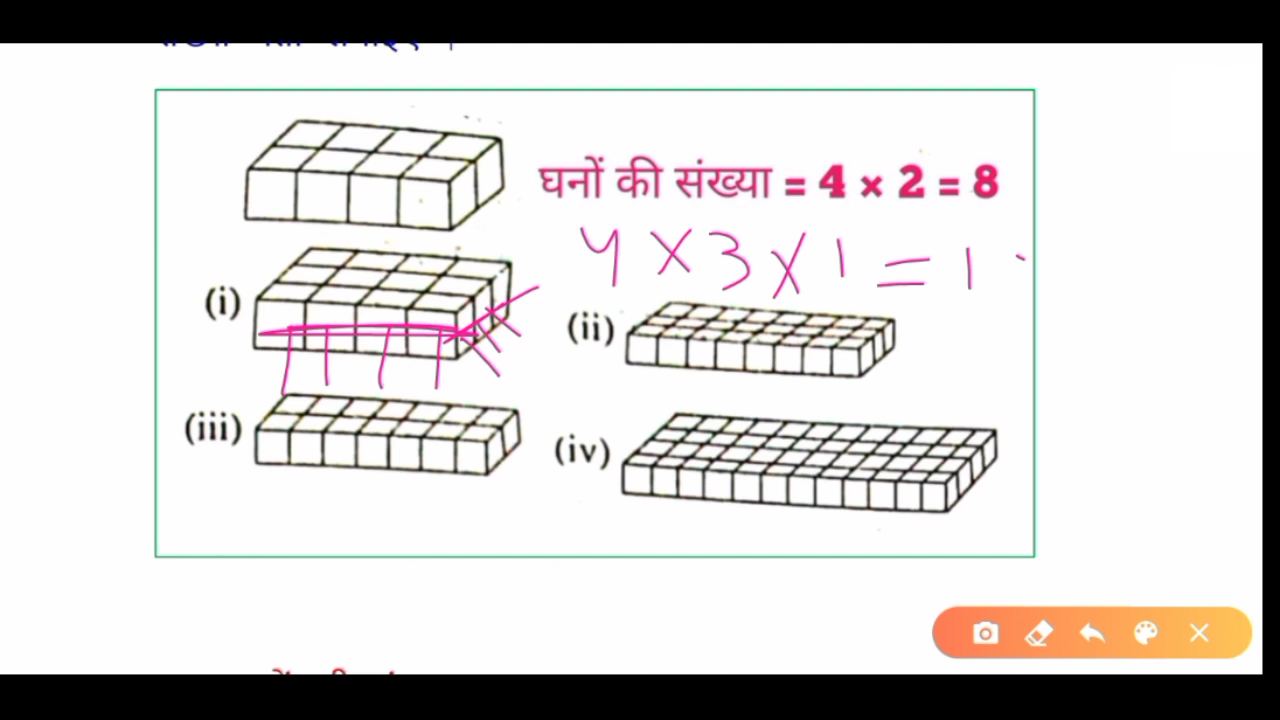 घनों की संख्या = 4 × 2 = 8
4 × 3 × 1 = 1
(i)
(ii)
(iii)
(iv)